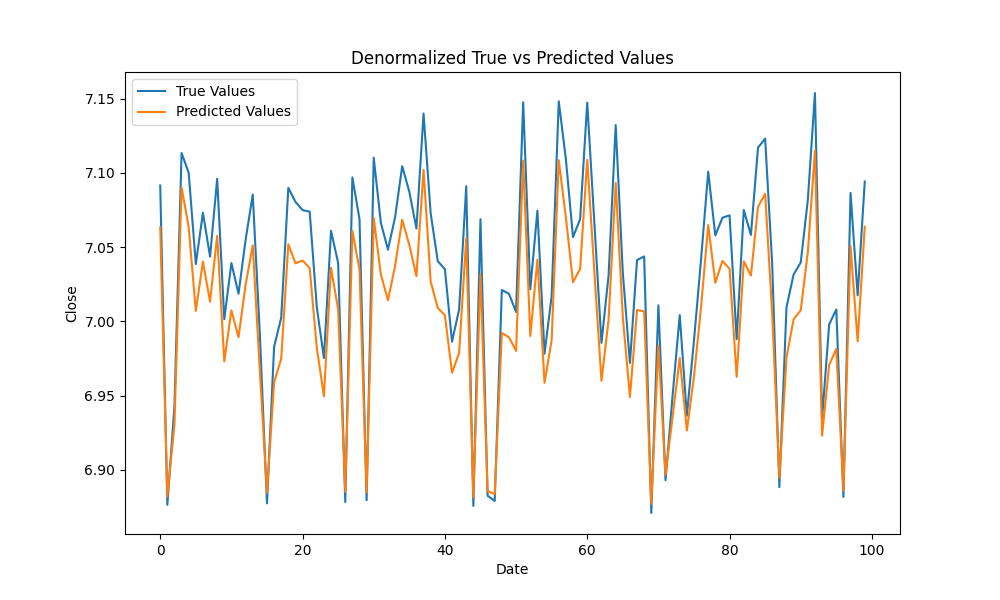 Denormalized True vs Predicted Values
True Values
Predicted Values
Close
7.15
7.10
7.05
7.00
6.95
6.90
0 20 40 60 80 100
Date